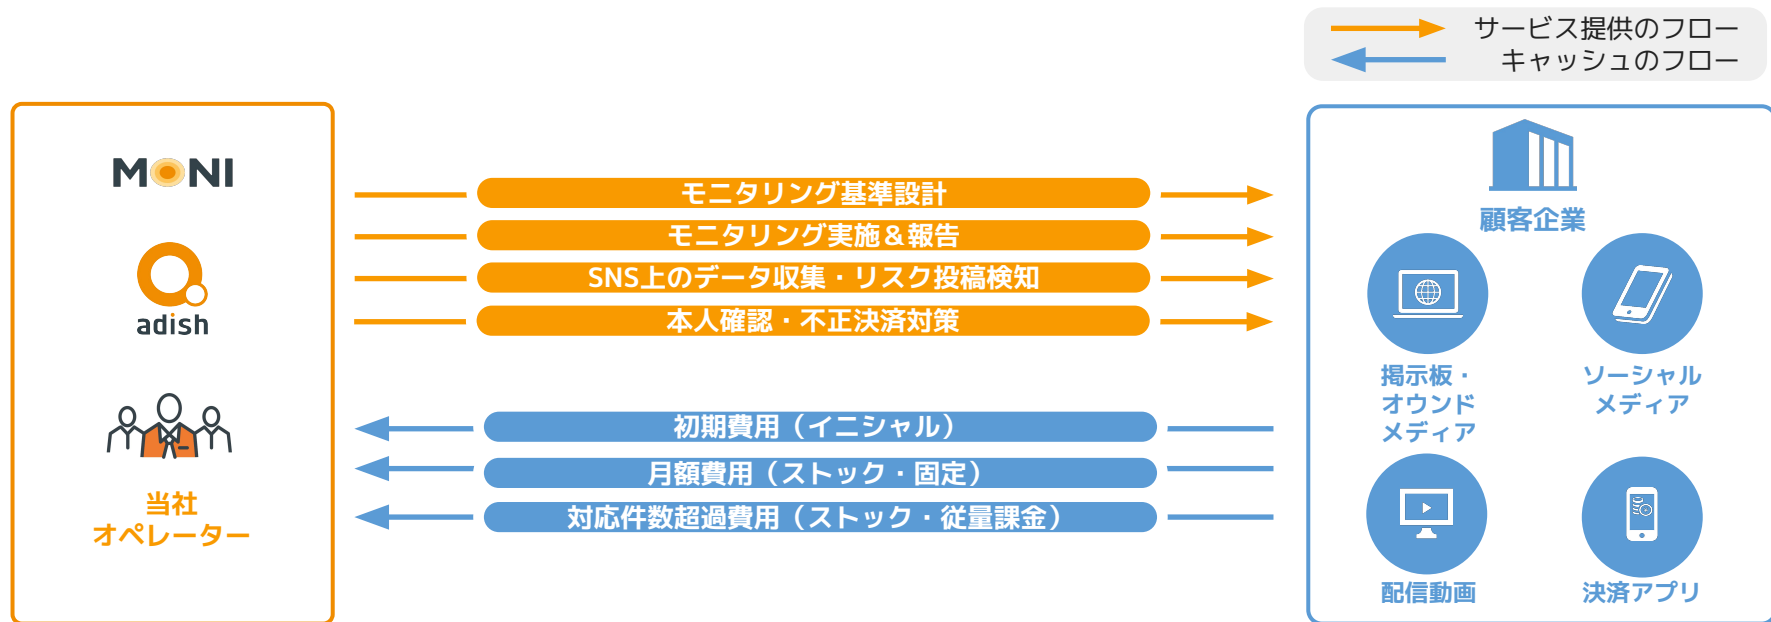 サービス提供のフロー
キャッシュのフロー
MONI
adish
当社
オペレーター
モニタリング基準設計
モニタリング実施＆報告
SNS上のデータ収集・リスク投稿検知
本人確認・不正決済対策
初期費用（イニシャル）
月額費用（ストック・固定）
対応件数超過費用（ストック・従量課金）
顧客企業
掲示板・
オウンド
メディア
ソーシャル
メディア
配信動画
決済アプリ